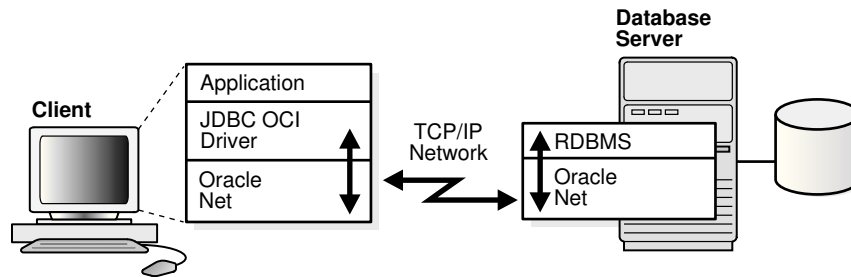 Database
Server
Client
Application
JDBC OCI
Driver
Oracle
Net
TCP/IP
Network
RDBMS
Oracle
Net